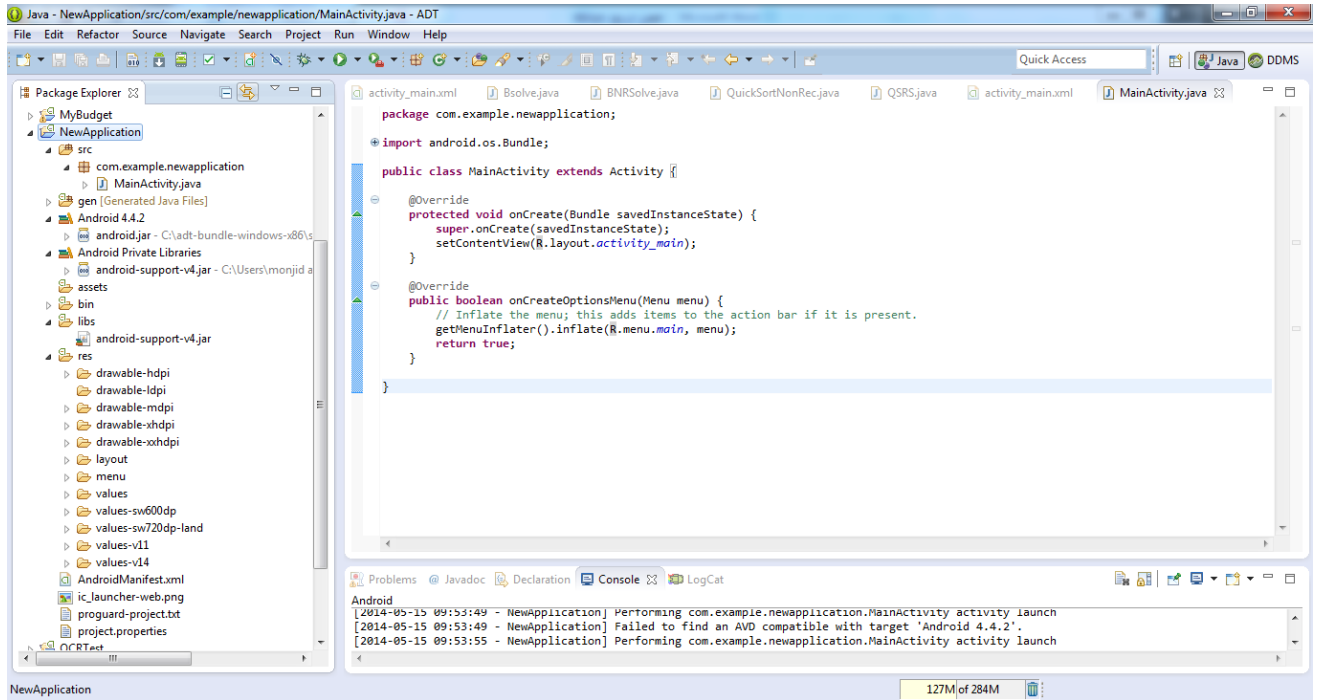 Java - NewApplication/src/com/example/newapplication/MainActivity.java - ADT
File Edit Refactor Source Navigate Search Project Run Window Help
Quick Access
Java
DDMS
Package Explorer
MyBudget
NewApplication
src
com.example.newapplication
MainActivity.java
gen [Generated Java Files]
Android 4.4.2
android.jar - C:\adt-bundle-windows-x86\s
Android Private Libraries
android-support-v4.jar - C:\Users\monjid a
assets
bin
libs
android-support-v4.jar
res
drawable-hdpi
drawable-ldpi
drawable-mdpi
drawable-xhdpi
drawable-xxhdpi
layout
menu
values
values-sw600dp
values-sw720dp-land
values-v11
values-v14
AndroidManifest.xml
ic_launcher-web.png
proguard-project.txt
project.properties
OCRTest
activity_main.xml Bsolve.java BNRSolve.java QuickSortNonRec.java QSRS.java activity_main.xml MainActivity.java
package com.example.newapplication;
import android.os.Bundle;
public class MainActivity extends Activity {
@Override
protected void onCreate(Bundle savedInstanceState) {
super.onCreate(savedInstanceState);
setContentView(R.layout.activity_main);
}
@Override
public boolean onCreateOptionsMenu(Menu menu) {
// Inflate the menu; this adds items to the action bar if it is present.
getMenuInflater().inflate(R.menu.main, menu);
return true;
}
}
Problems @ Javadoc Declaration Console LogCat
Android
[2014-05-15 09:53:49 - NewApplication] Performing com.example.newapplication.MainActivity activity launch
[2014-05-15 09:53:49 - NewApplication] Failed to find an AVD compatible with target 'Android 4.4.2'.
[2014-05-15 09:53:55 - NewApplication] Performing com.example.newapplication.MainActivity activity launch
NewApplication
127M of 284M